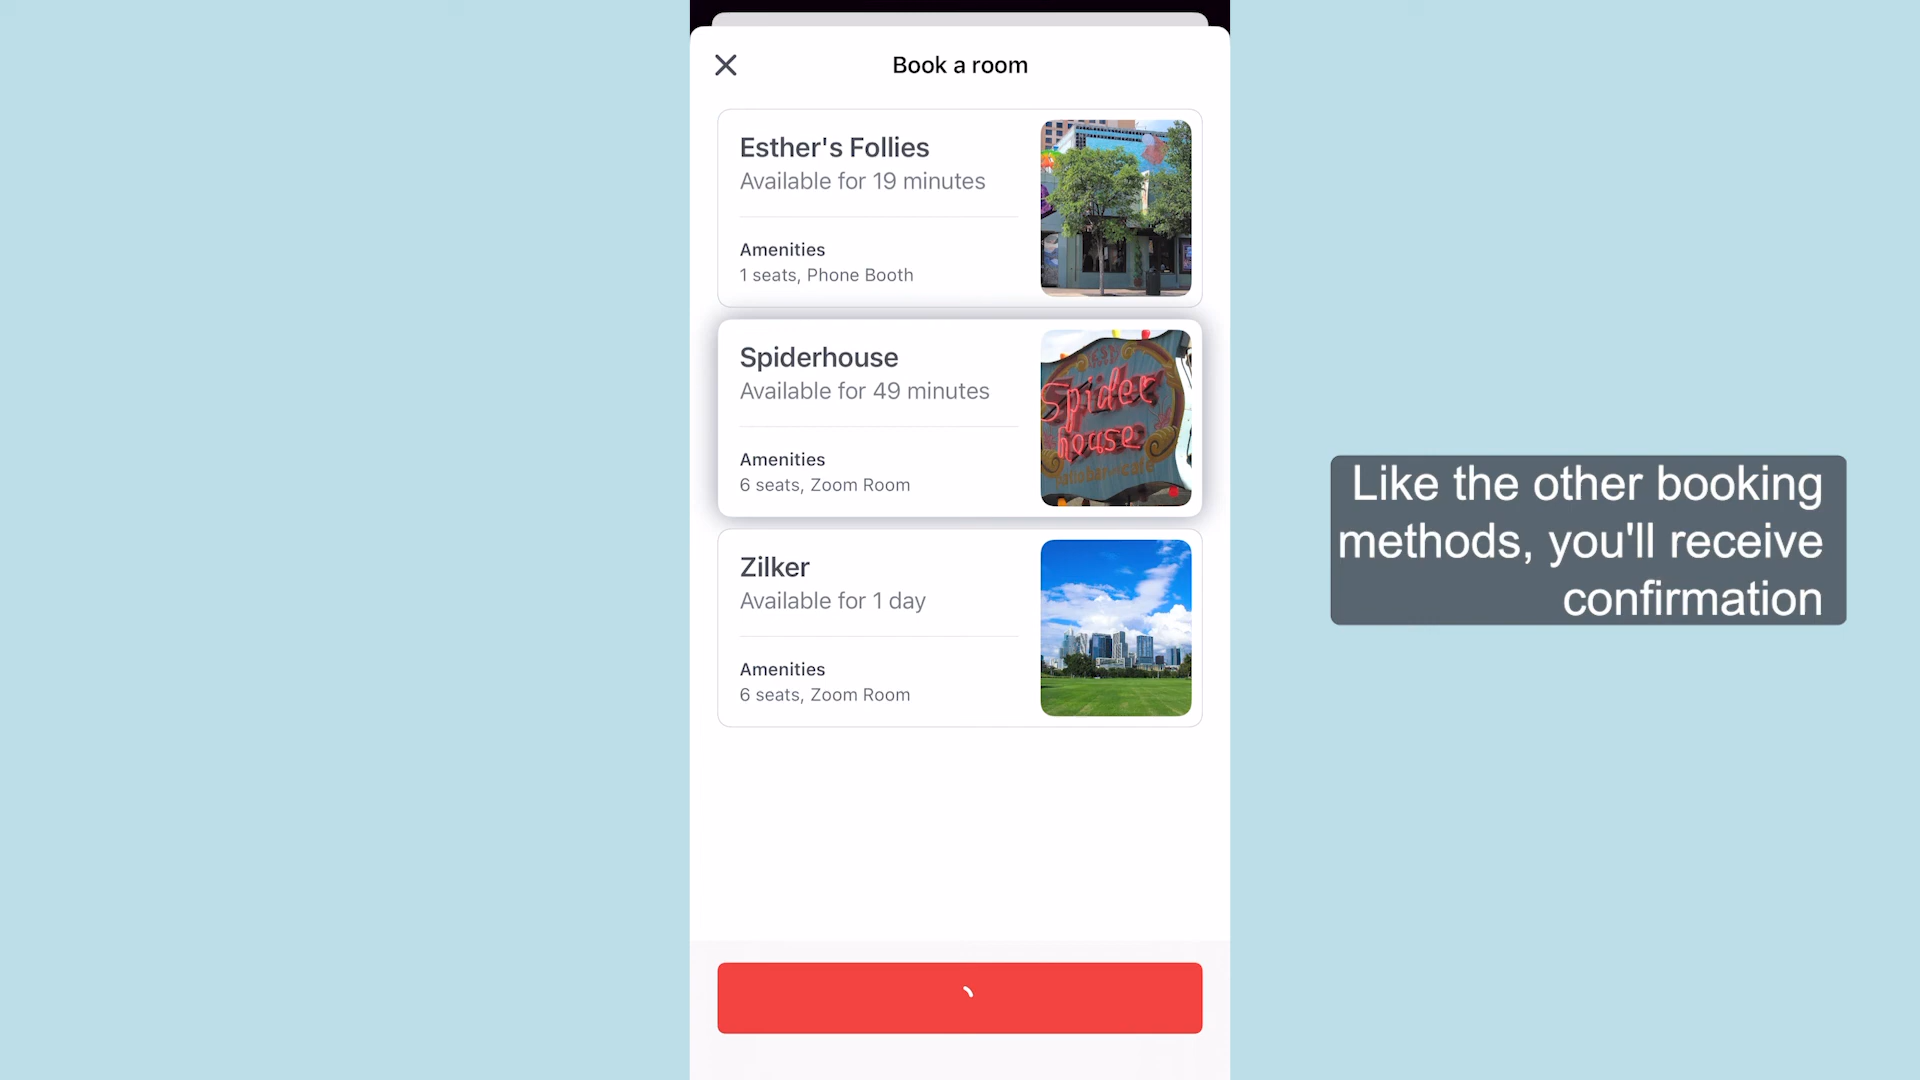 Book a room
Esther's Follies
Available for 19 minutes
Amenities
1 seats, Phone Booth
Spiderhouse
Available for 49 minutes
Amenities
6 seats, Zoom Room
Spider
house
Zilker
Available for 1 day
Amenities
6 seats, Zoom Room
Like the other booking
methods, you'll receive
confirmation